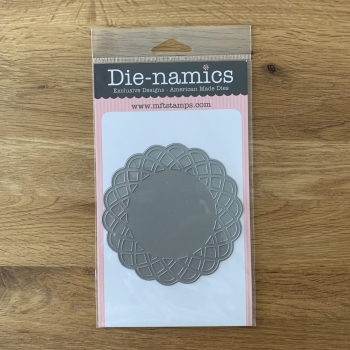 Die-namics
Exclusive Designs - American Made Dies
www.mftstamps.com